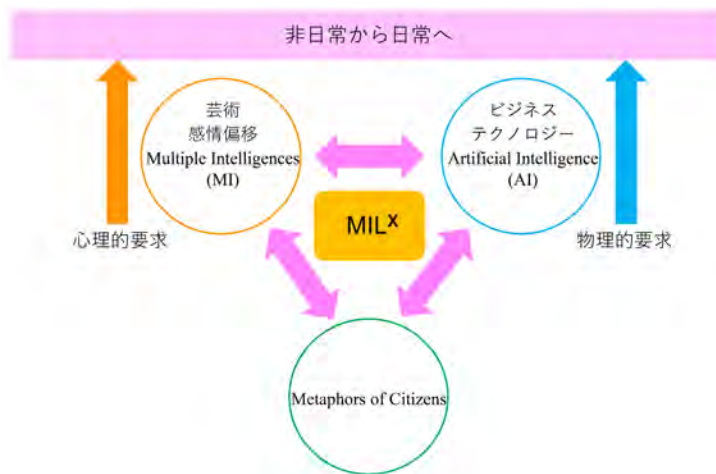 非日常から日常へ
芸術
感情偏移
Multiple Intelligences
(MI)
ビジネス
テクノロジー
Artificial Intelligence
(AI)
MILˣ
心理的要求
物理的要求
Metaphors of Citizens